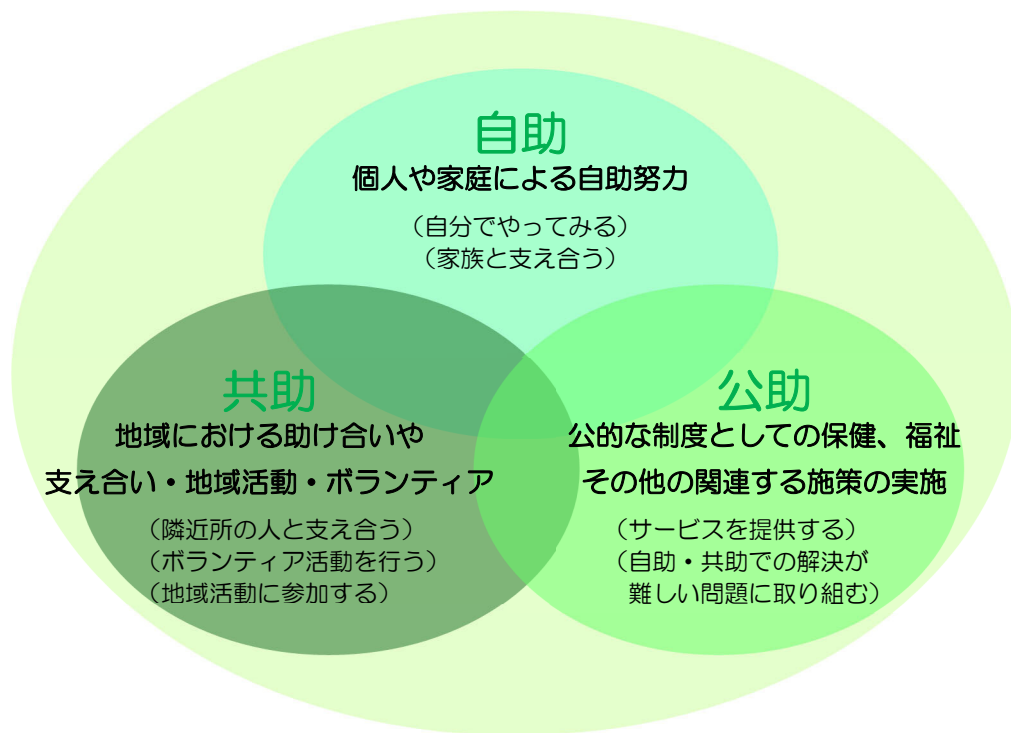 自助
個人や家庭による自助努力
（自分でやってみる）
（家族と支え合う）
共助
地域における助け合いや
支え合い・地域活動・ボランティア
（隣近所の人と支え合う）
（ボランティア活動を行う）
（地域活動に参加する）
公助
公的な制度としての保健、福祉
その他の関連する施策の実施
（サービスを提供する）
（自助・共助での解決が
難しい問題に取り組む）